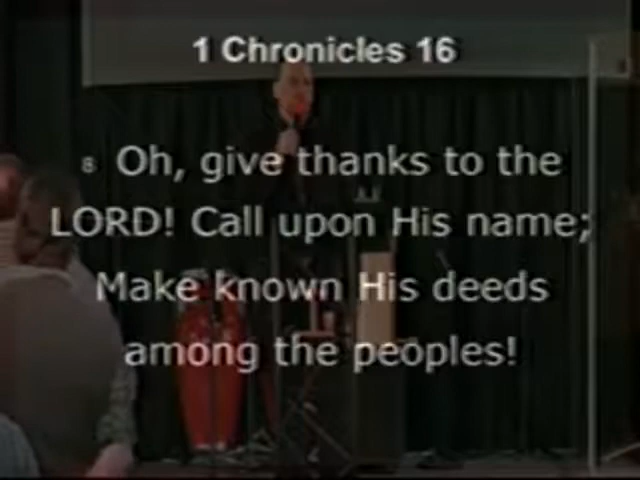 1 Chronicles 16
8 Oh, give thanks to the
LORD! Call upon His name;
Make known His deeds
among the peoples!